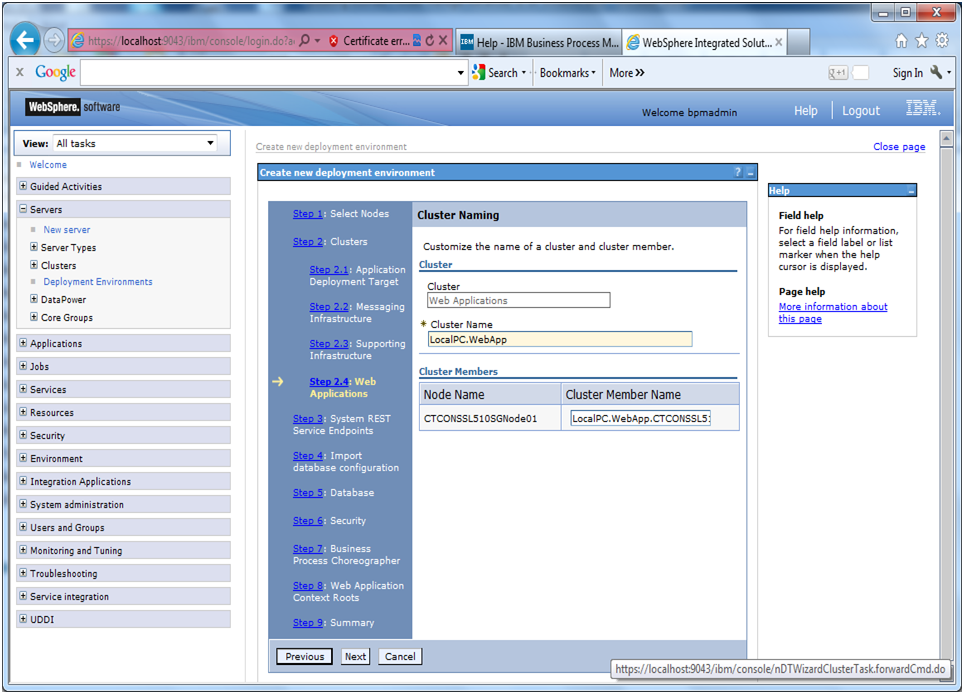 https://localhost:9043/ibm/console/login.do?a
Certificate err...
IBM Help - IBM Business Process M...
WebSphere Integrated Solut...
x Google
Search
Bookmarks
More »
+1
Sign In
WebSphere. software
Welcome bpmadmin
Help
Logout
IBM.
View: All tasks
Welcome
Guided Activities
Servers
New server
Server Types
Clusters
Deployment Environments
DataPower
Core Groups
Applications
Jobs
Services
Resources
Security
Environment
Integration Applications
System administration
Users and Groups
Monitoring and Tuning
Troubleshooting
Service integration
UDDI
Create new deployment environment
Close page
Create new deployment environment
?
Step 1: Select Nodes
Step 2: Clusters
Step 2.1: Application
Deployment Target
Step 2.2: Messaging
Infrastructure
Step 2.3: Supporting
Infrastructure
Step 2.4: Web
Applications
Step 3: System REST
Service Endpoints
Step 4: Import
database configuration
Step 5: Database
Step 6: Security
Step 7: Business
Process Choreographer
Step 8: Web Application
Context Roots
Step 9: Summary
Cluster Naming
Customize the name of a cluster and cluster member.
Cluster
Cluster
Web Applications
* Cluster Name
LocalPC.WebApp
Cluster Members
Node Name
Cluster Member Name
CTCONSSL510SGNode01
LocalPC.WebApp.CTCONSSL51
Previous
Next
Cancel
Help
Field help
For field help information,
select a field label or list
marker when the help
cursor is displayed.
Page help
More information about
this page
https://localhost:9043/ibm/console/nDTWizardClusterTask.forwardCmd.do